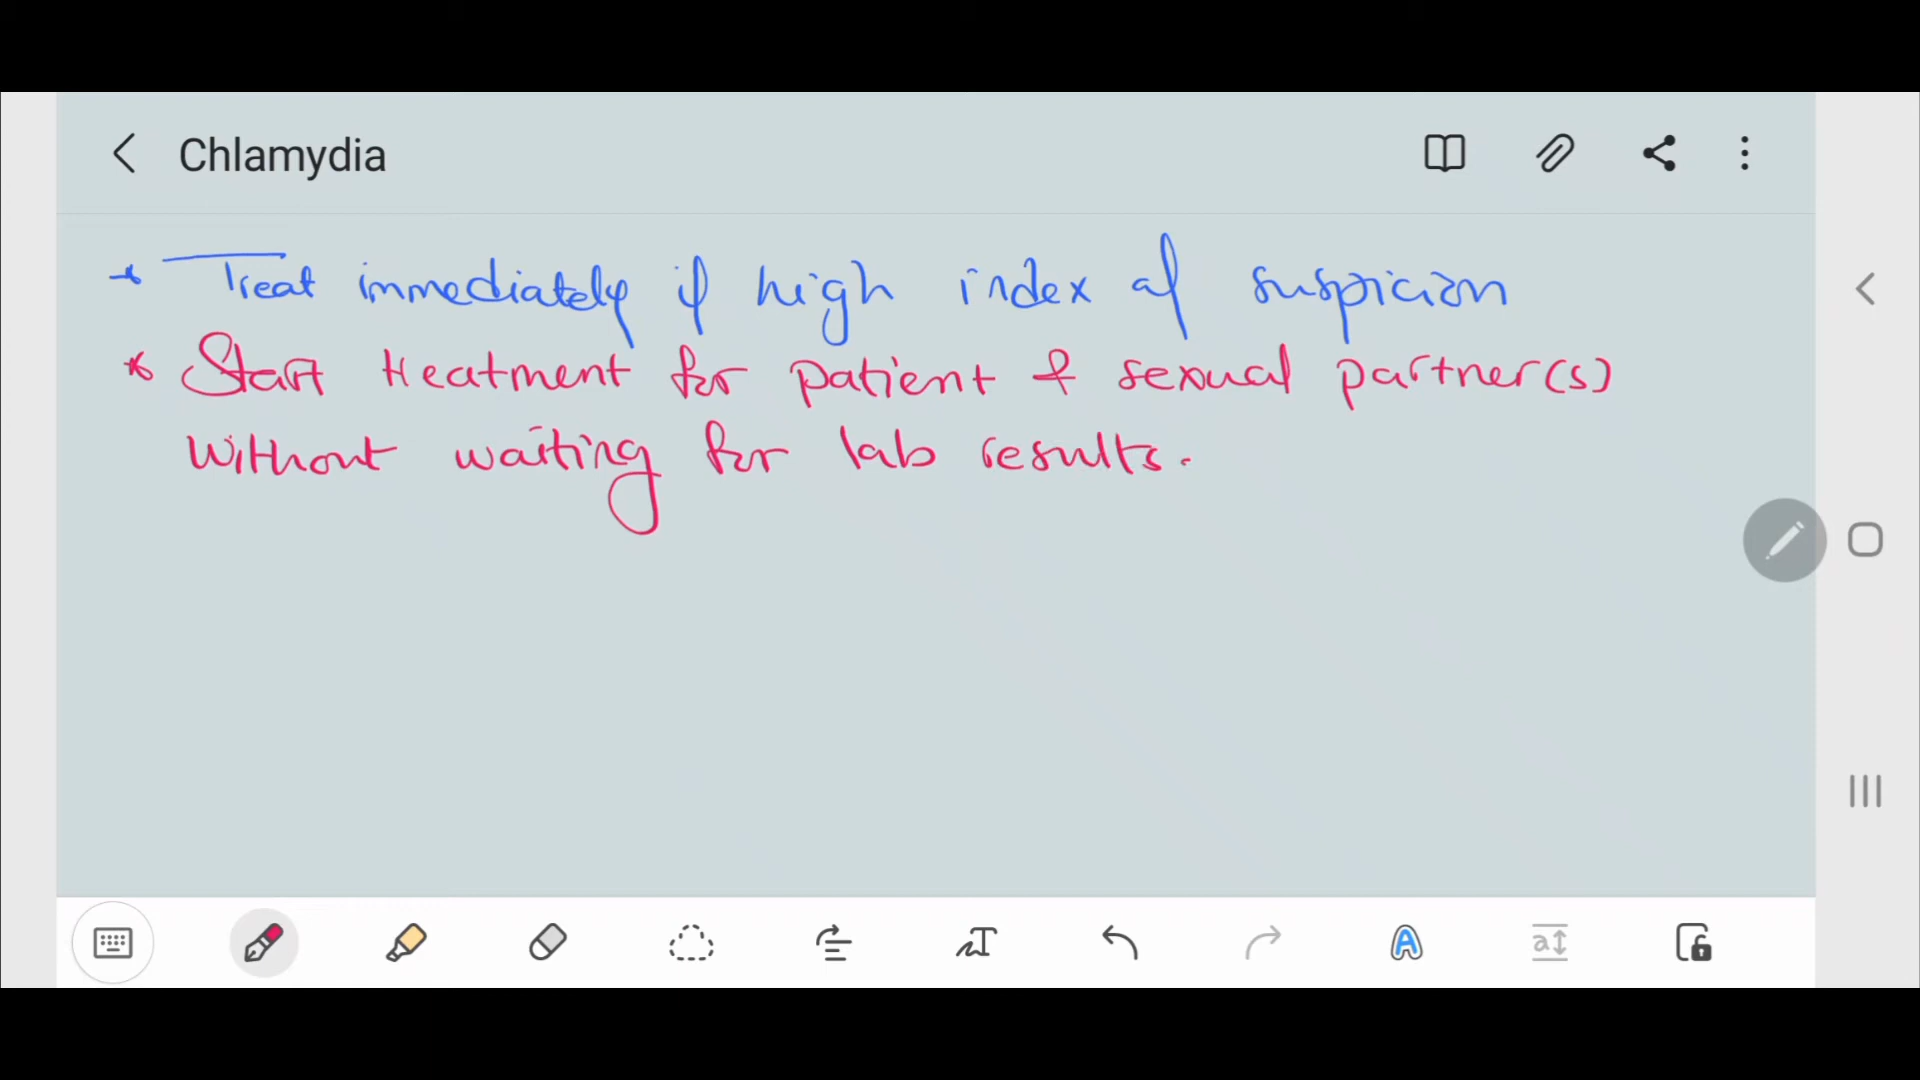 Chlamydia
* Treat immediately if high index of suspicion
* Start treatment for patient & sexual partner(s)
without waiting for lab results.